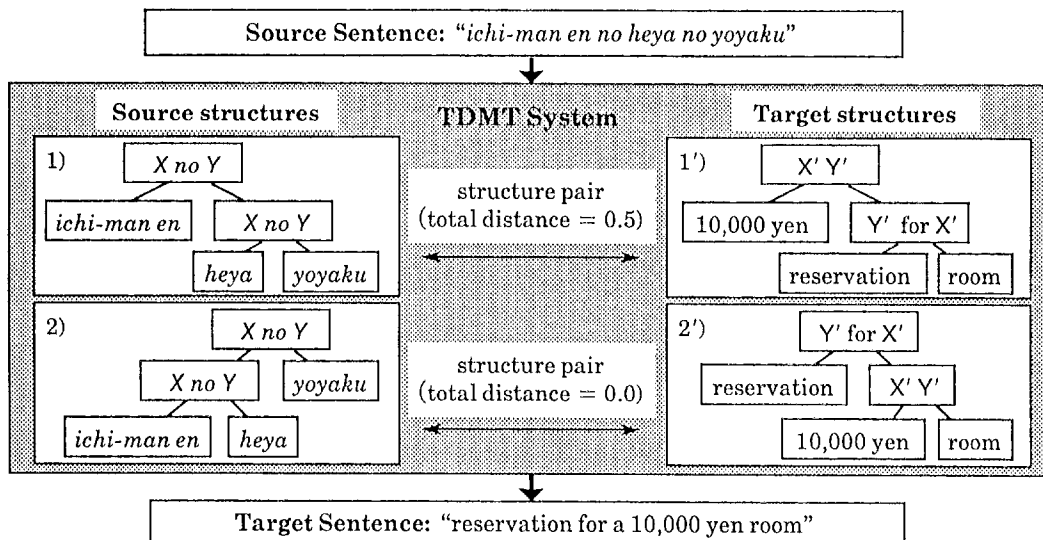 Source Sentence: "ichi-man en no heya no yoyaku"
Source structures
TDMT System
Target structures
1)
X no Y
ichi-man en
X no Y
heya
yoyaku
structure pair
(total distance = 0.5)
1')
X' Y'
10,000 yen
Y' for X'
reservation
room
2)
X no Y
X no Y
yoyaku
ichi-man en
heya
structure pair
(total distance = 0.0)
2')
Y' for X'
reservation
X' Y'
10,000 yen
room
Target Sentence: "reservation for a 10,000 yen room"